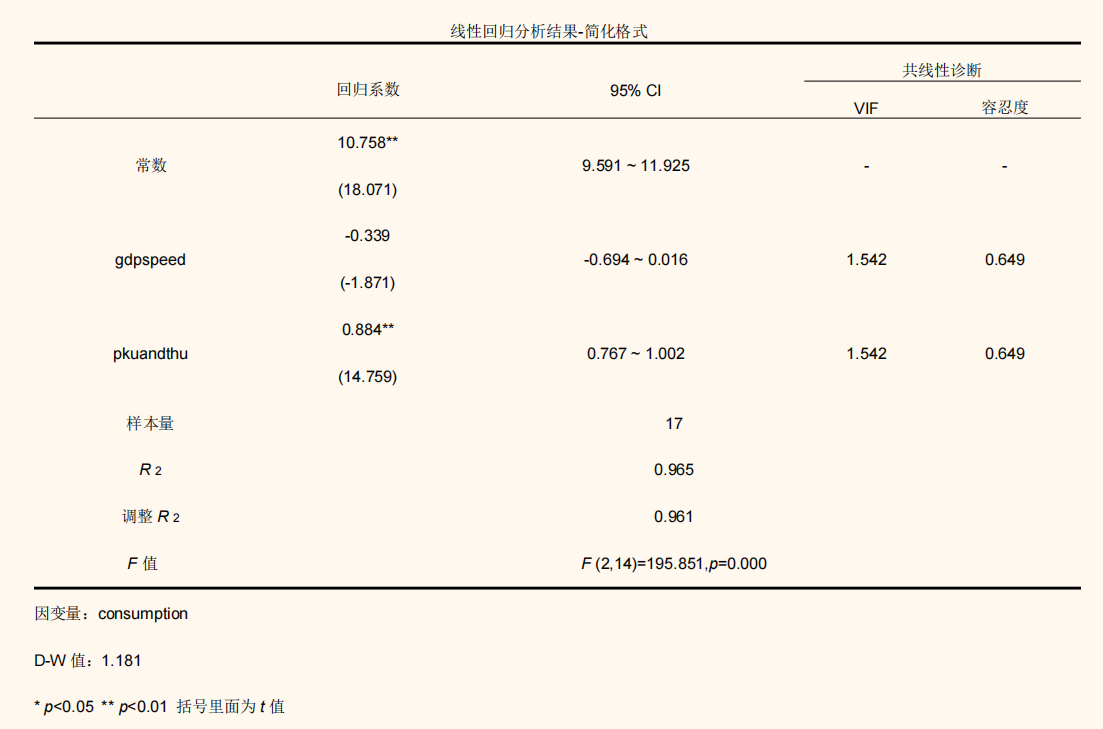 线性回归分析结果-简化格式
共线性诊断
回归系数 95% CI
VIF 容忍度
10.758**
常数 9.591 ~ 11.925 - -
(18.071)
-0.339
gdpspeed -0.694 ~ 0.016 1.542 0.649
(-1.871)
0.884**
pkuandthu 0.767 ~ 1.002 1.542 0.649
(14.759)
样本量 17
R 2 0.965
调整 R 2 0.961
F 值 F (2,14)=195.851,p=0.000
因变量：consumption
D-W 值：1.181
* p<0.05 ** p<0.01 括号里面为 t 值